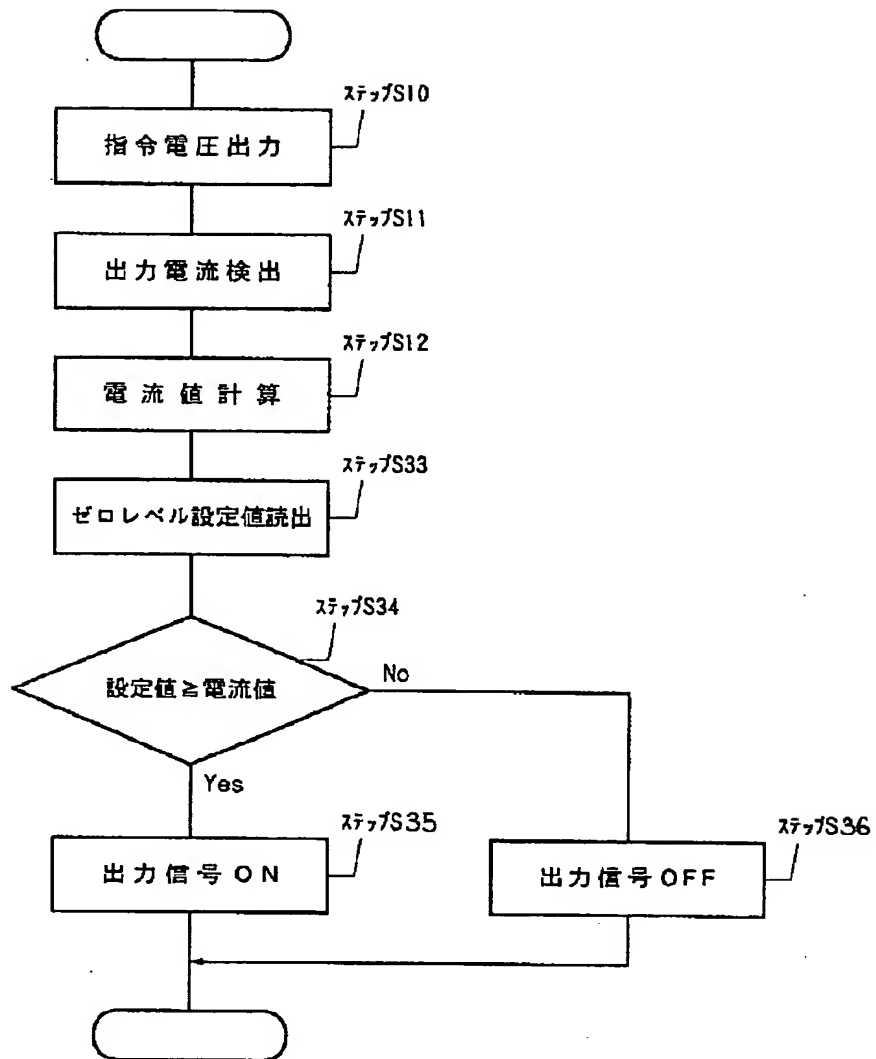 ステップS10
指令電圧出力
ステップS11
出力電流検出
ステップS12
電流値計算
ステップS33
ゼロレベル設定値読出
ステップS34
設定値≧電流値
No
Yes
ステップS35
出力信号ON
ステップS36
出力信号OFF